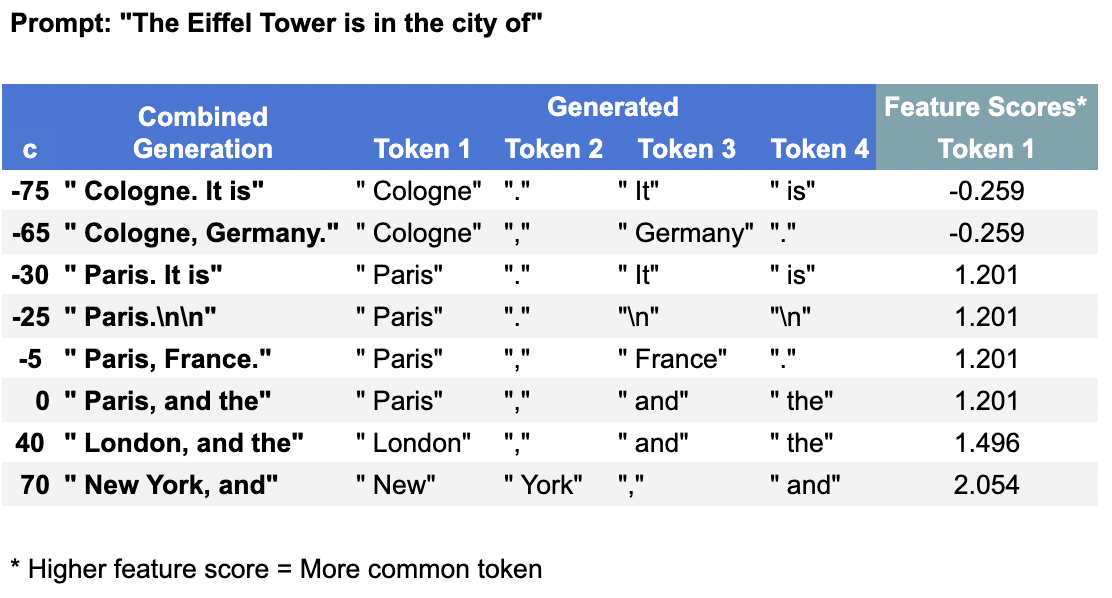 Prompt: "The Eiffel Tower is in the city of"
Combined Generated Feature Scores*
c Generation Token 1 Token 2 Token 3 Token 4 Token 1
-75 " Cologne. It is" " Cologne" "." " It" " is" -0.259
-65 " Cologne, Germany." " Cologne" "," " Germany" "." -0.259
-30 " Paris. It is" " Paris" "." " It" " is" 1.201
-25 " Paris.\n\n" " Paris" "." "\n" "\n" 1.201
-5 " Paris, France." " Paris" "," " France" "." 1.201
0 " Paris, and the" " Paris" "," " and" " the" 1.201
40 " London, and the" " London" "," " and" " the" 1.496
70 " New York, and" " New" " York" "," " and" 2.054
* Higher feature score = More common token